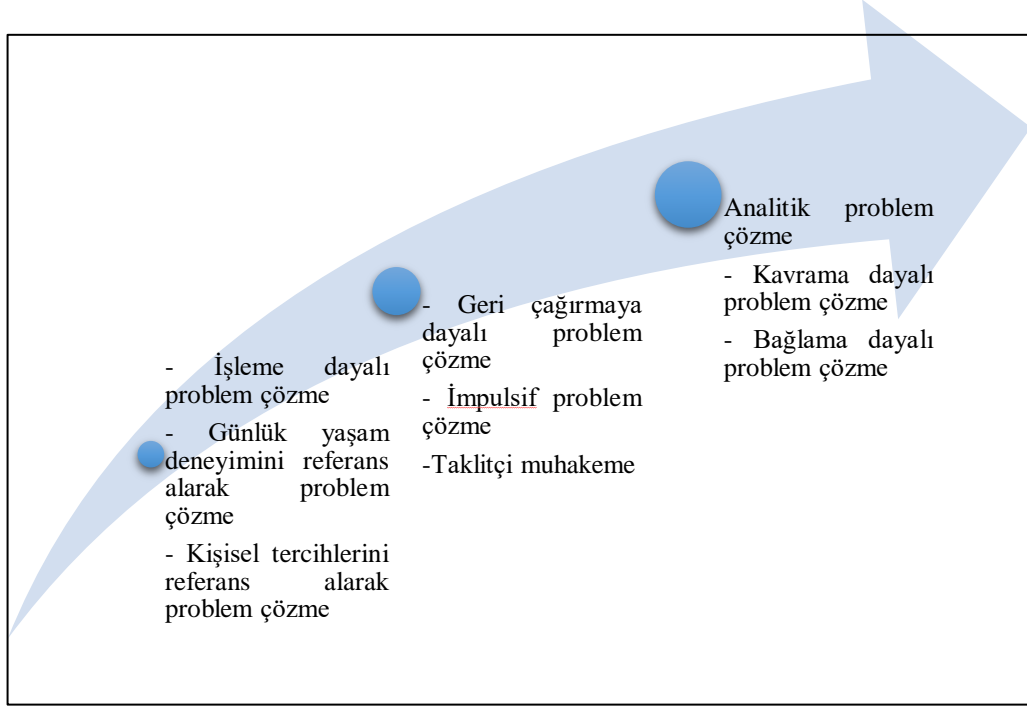 - İşleme dayalı
problem çözme
- Günlük yaşam
deneyimini referans
alarak problem
çözme
- Kişisel tercihlerini
referans alarak
problem çözme
- Geri çağırmaya
dayalı problem
çözme
- İmpulsif problem
çözme
-Taklitçi muhakeme
Analitik problem
çözme
- Kavrama dayalı
problem çözme
- Bağlama dayalı
problem çözme